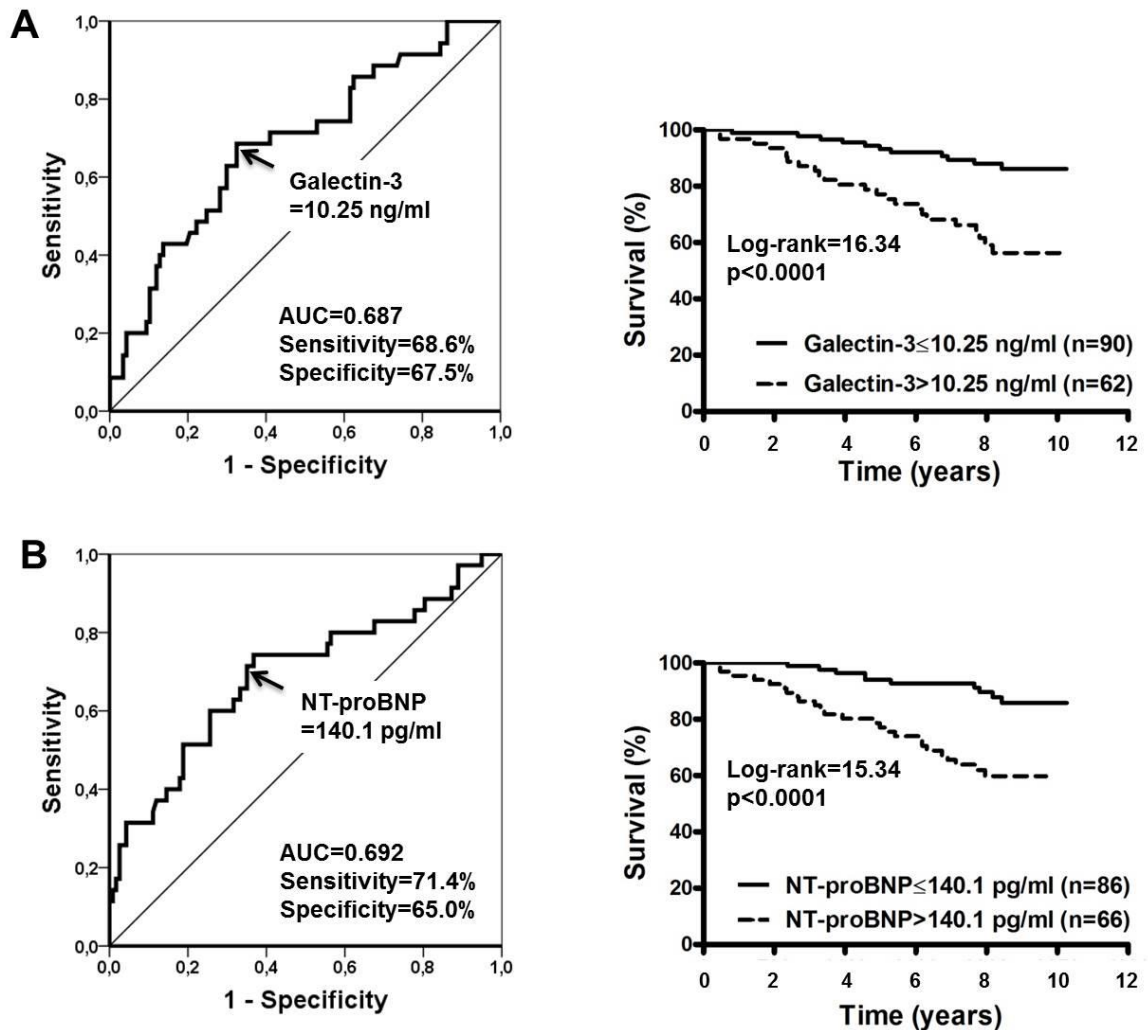 A
1,0
0,8
0,6
0,4
0,2
0,0
Sensitivity
Galectin-3
=10.25 ng/ml
AUC=0.687
Sensitivity=68.6%
Specificity=67.5%
0,0 0,2 0,4 0,6 0,8 1,0
1 - Specificity
100
80
60
40
20
0
Survival (%)
Log-rank=16.34
p<0.0001
Galectin-3≤10.25 ng/ml (n=90)
Galectin-3>10.25 ng/ml (n=62)
0 2 4 6 8 10 12
Time (years)
B
1,0
0,8
0,6
0,4
0,2
0,0
Sensitivity
NT-proBNP
=140.1 pg/ml
AUC=0.692
Sensitivity=71.4%
Specificity=65.0%
0,0 0,2 0,4 0,6 0,8 1,0
1 - Specificity
100
80
60
40
20
0
Survival (%)
Log-rank=15.34
p<0.0001
NT-proBNP≤140.1 pg/ml (n=86)
NT-proBNP>140.1 pg/ml (n=66)
0 2 4 6 8 10 12
Time (years)